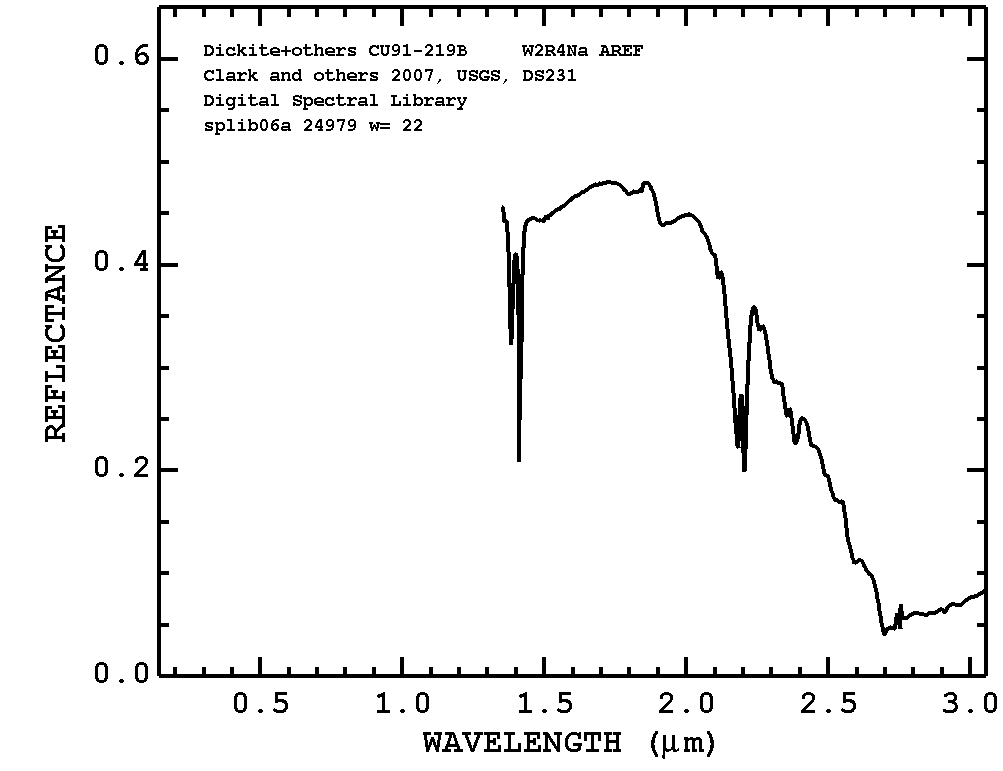 Dickite+others CU91-219B W2R4Na AREF
Clark and others 2007, USGS, DS231
Digital Spectral Library
splib06a 24979 w= 22
REFLECTANCE
0.6
0.4
0.2
0.0
0.5 1.0 1.5 2.0 2.5 3.0
WAVELENGTH (μm)